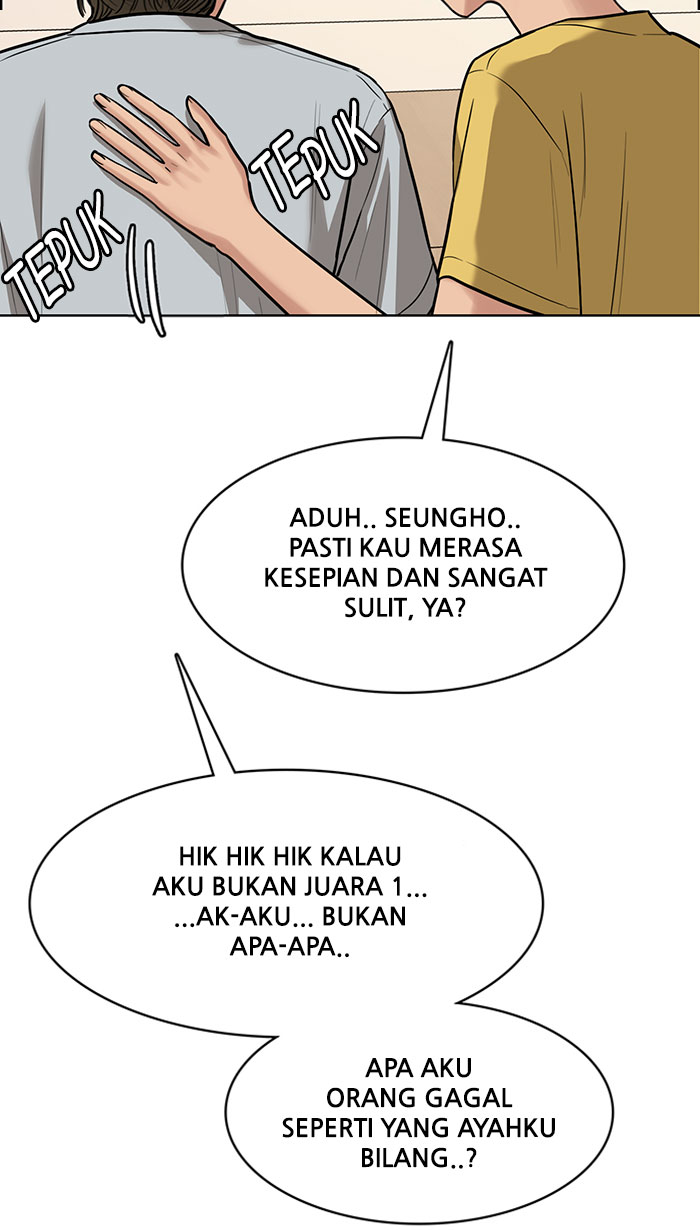 TEPUK
TEPUK
ADUH.. SEUNGHO..
PASTI KAU MERASA
KESEPIAN DAN SANGAT
SULIT, YA?
HIK HIK HIK KALAU
AKU BUKAN JUARA 1...
...AK-AKU... BUKAN
APA-APA..
APA AKU
ORANG GAGAL
SEPERTI YANG AYAHKU
BILANG..?